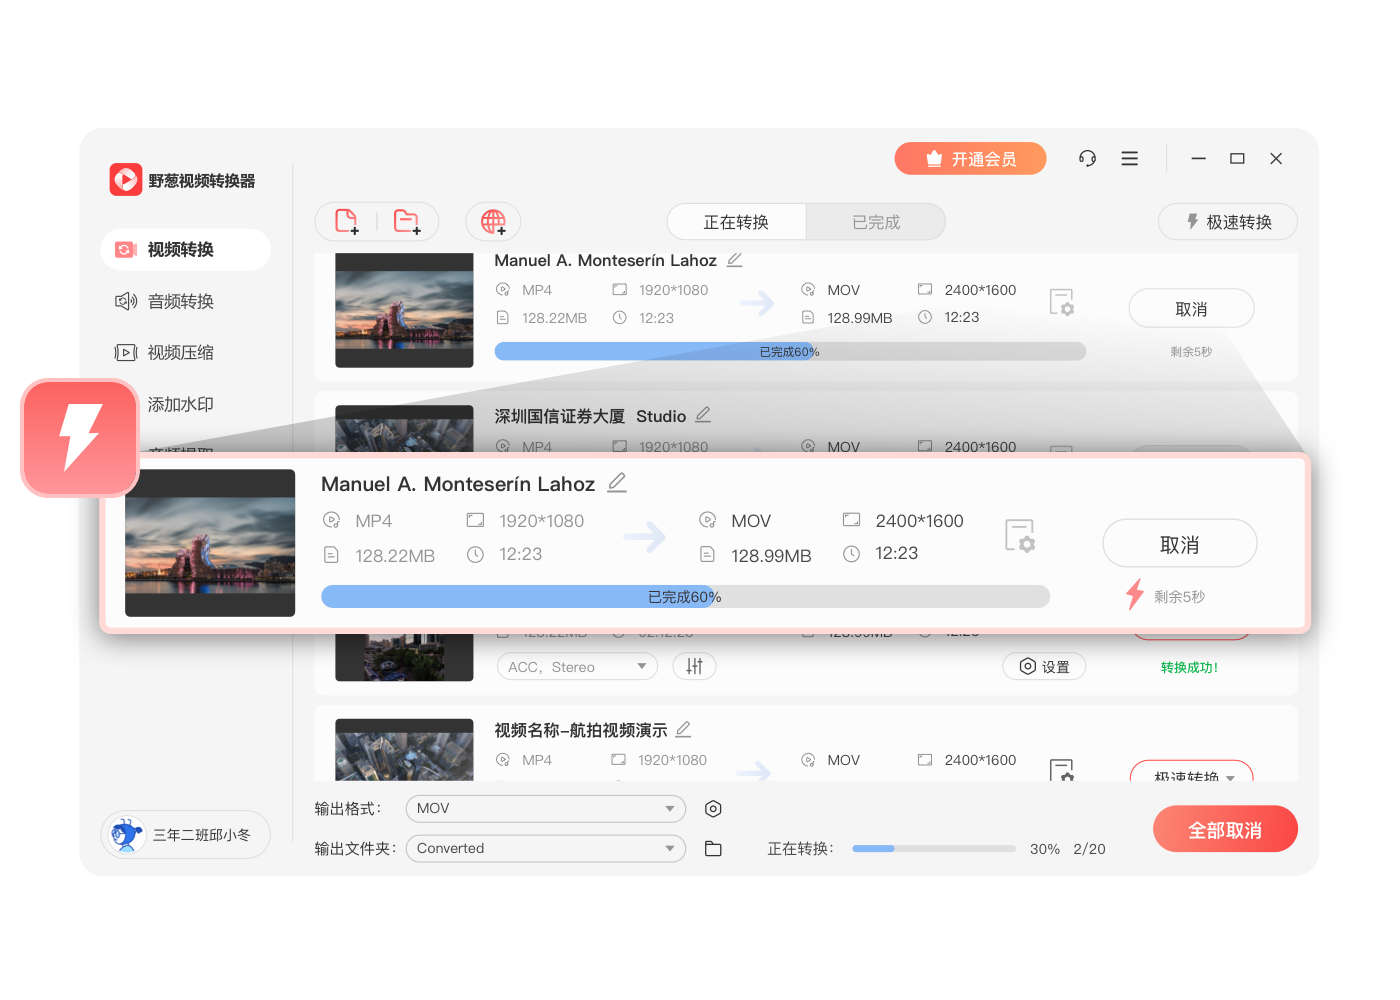 野葱视频转换器
开通会员
视频转换
音频转换
视频压缩
添加水印
音频提取
正在转换
已完成
极速转换
Manuel A. Monteserín Lahoz
MP4
1920*1080
MOV
2400*1600
128.22MB
12:23
128.99MB
12:23
取消
已完成60%
剩余5秒
深圳国信证券大厦 Studio
MP4
1920*1080
MOV
2400*1600
Manuel A. Monteserín Lahoz
MP4
1920*1080
MOV
2400*1600
128.22MB
12:23
128.99MB
12:23
取消
已完成60%
剩余5秒
ACC, Stereo
设置
转换成功！
视频名称–航拍视频演示
MP4
1920*1080
MOV
2400*1600
极速转换
输出格式：
MOV
输出文件夹：
Converted
正在转换：
30%
2/20
全部取消
三年二班邱小冬